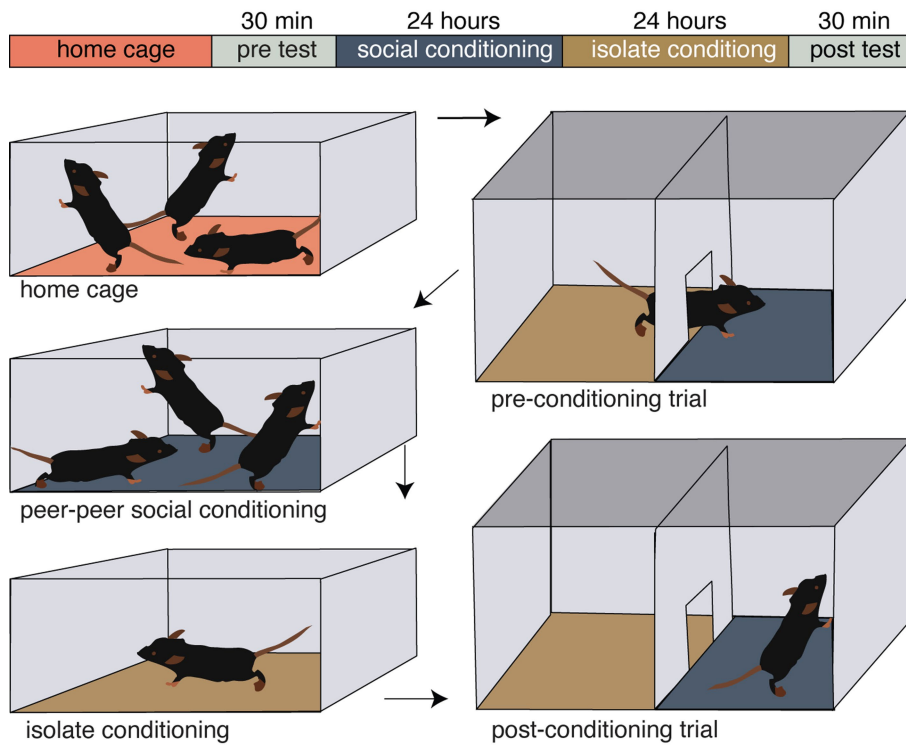 30 min 24 hours 24 hours 30 min
home cage pre test social conditioning isolate conditiong post test
home cage
pre-conditioning trial
peer-peer social conditioning
isolate conditioning
post-conditioning trial